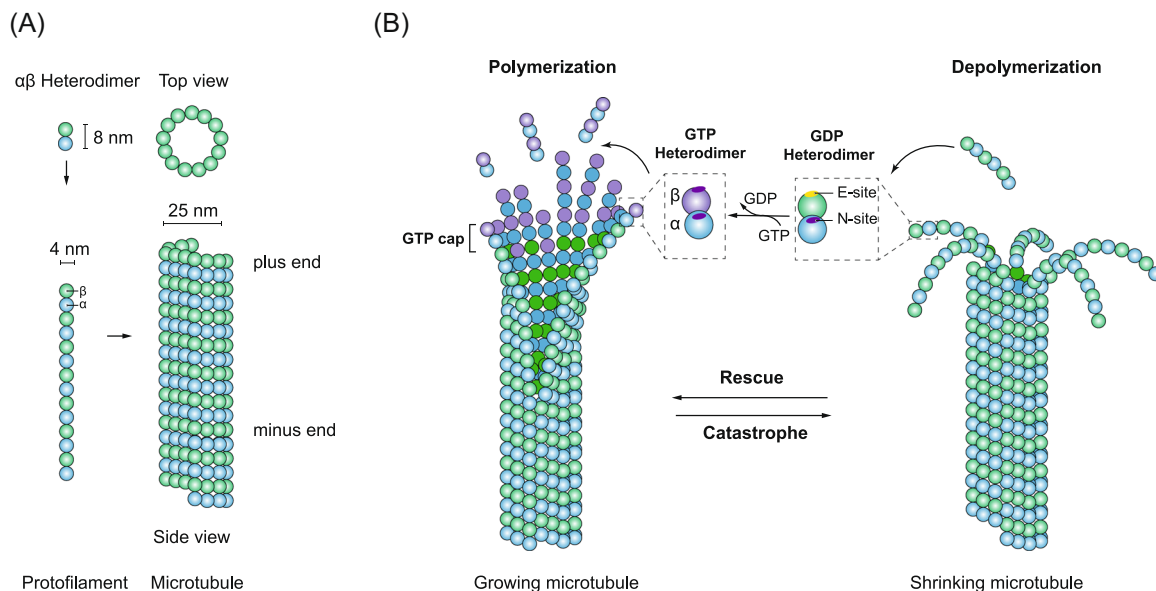 (A)
αβ Heterodimer
Top view
8 nm
25 nm
4 nm
plus end
β
α
minus end
Side view
Protofilament
Microtubule
(B)
Polymerization
Depolymerization
GTP
Heterodimer
GDP
Heterodimer
β
α
GDP
GTP
E-site
N-site
GTP cap
Rescue
Catastrophe
Growing microtubule
Shrinking microtubule